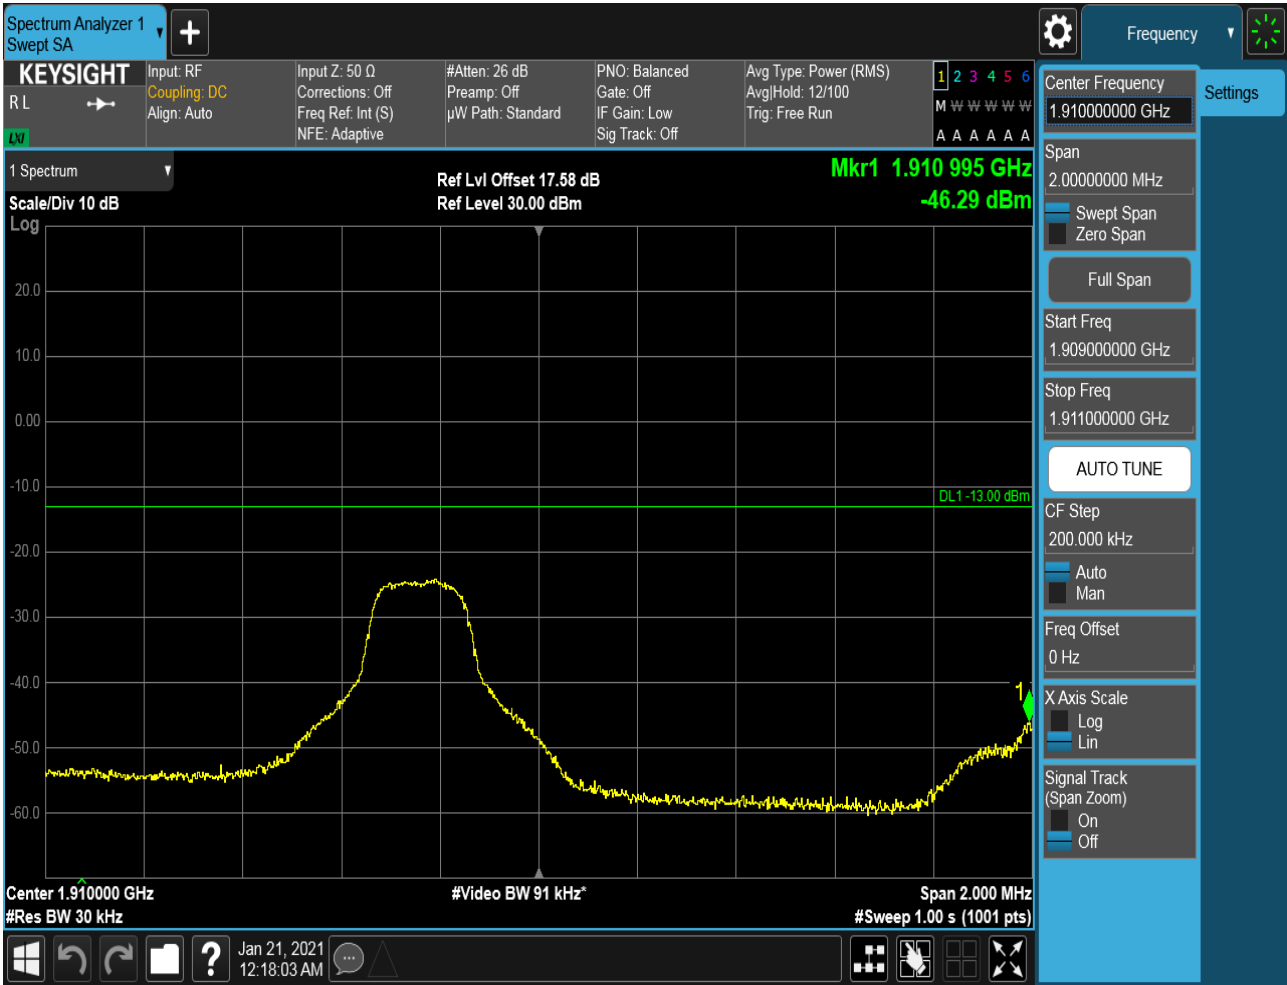 Spectrum Analyzer 1
Swept SA
Frequency
KEYSIGHT
R L
LXI
Input: RF
Coupling: DC
Align: Auto
Input Z: 50 Ω
Corrections: Off
Freq Ref: Int (S)
NFE: Adaptive
#Atten: 26 dB
Preamp: Off
µW Path: Standard
PNO: Balanced
Gate: Off
IF Gain: Low
Sig Track: Off
Avg Type: Power (RMS)
Avg|Hold: 12/100
Trig: Free Run
1 2 3 4 5 6
M W W W W W
A A A A A A
1 Spectrum
Scale/Div 10 dB
Log
Ref Lvl Offset 17.58 dB
Ref Level 30.00 dBm
Mkr1 1.910 995 GHz
-46.29 dBm
20.0
10.0
0.00
-10.0
-20.0
-30.0
-40.0
-50.0
-60.0
DL1 -13.00 dBm
1
Center 1.910000 GHz
#Res BW 30 kHz
#Video BW 91 kHz*
Span 2.000 MHz
#Sweep 1.00 s (1001 pts)
Jan 21, 2021
12:18:03 AM
Center Frequency
1.910000000 GHz
Settings
Span
2.00000000 MHz
Swept Span
Zero Span
Full Span
Start Freq
1.909000000 GHz
Stop Freq
1.911000000 GHz
AUTO TUNE
CF Step
200.000 kHz
Auto
Man
Freq Offset
0 Hz
X Axis Scale
Log
Lin
Signal Track
(Span Zoom)
On
Off